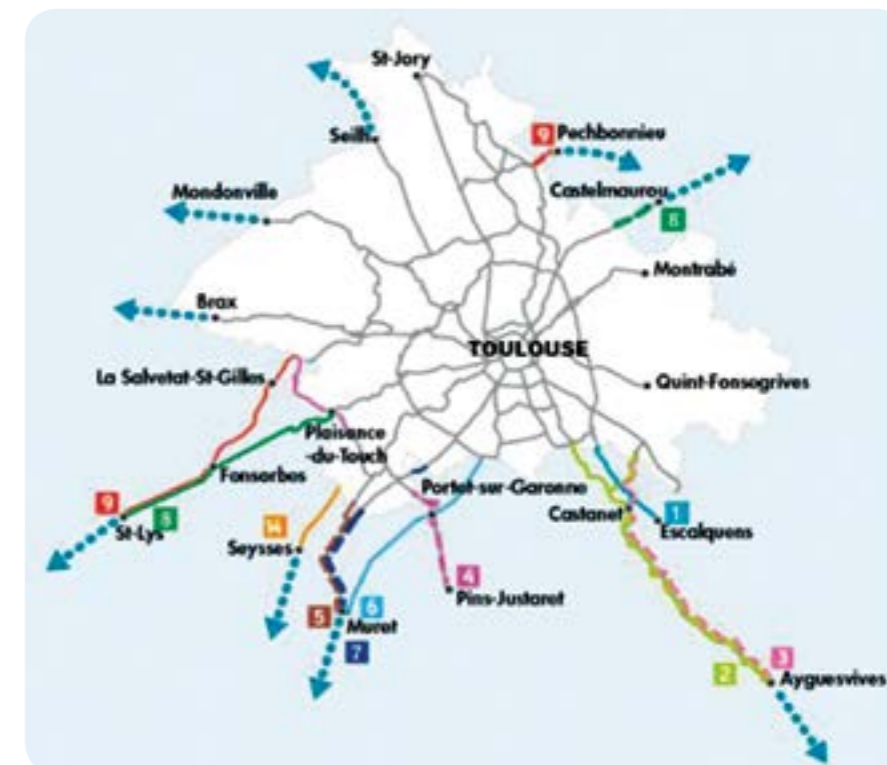 St-Jory
Seilh
9 Pechbonnieu
Mondonville
Castelmaurou
8
Montrabé
Brax
TOULOUSE
La Salvetat-St-Gilles
Quint-Fonsegrives
Plaisance
-du-Touch
Fonsorbes
Portet-sur-Garonne
9
8
St-Lys
14
Seysses
Castanet
1
Escalquens
4
Pins-Justaret
5
6
Muret
7
3
2
Ayguesvives